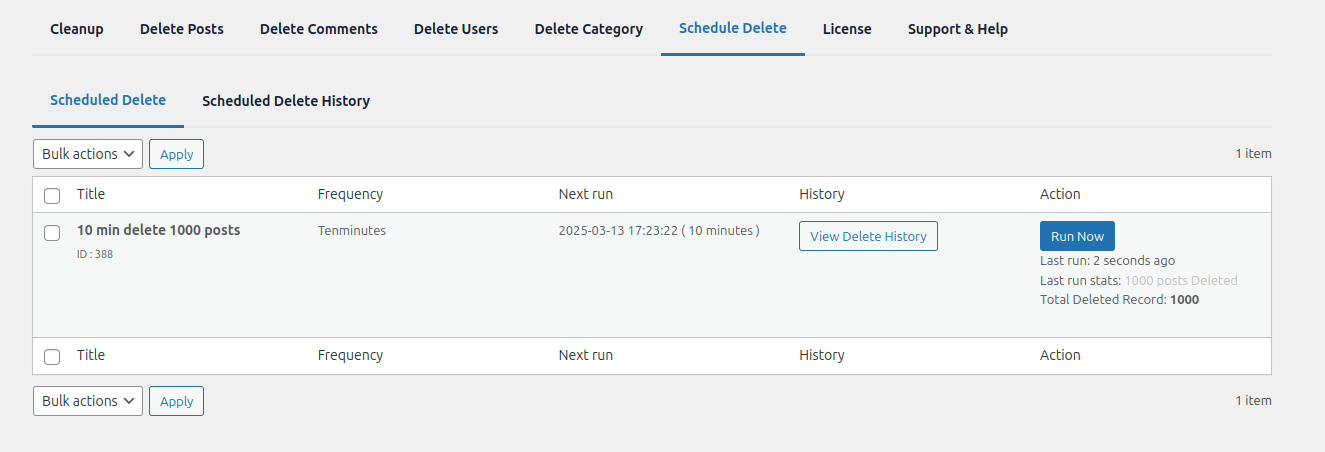 Cleanup Delete Posts Delete Comments Delete Users Delete Category Schedule Delete License Support & Help
Scheduled Delete Scheduled Delete History
Bulk actions Apply 1 item
Title Frequency Next run History Action
10 min delete 1000 posts Tenminutes 2025-03-13 17:23:22 ( 10 minutes ) View Delete History Run Now
ID : 388
Last run: 2 seconds ago
Last run stats: 1000 posts Deleted
Total Deleted Record: 1000
Title Frequency Next run History Action
Bulk actions Apply 1 item